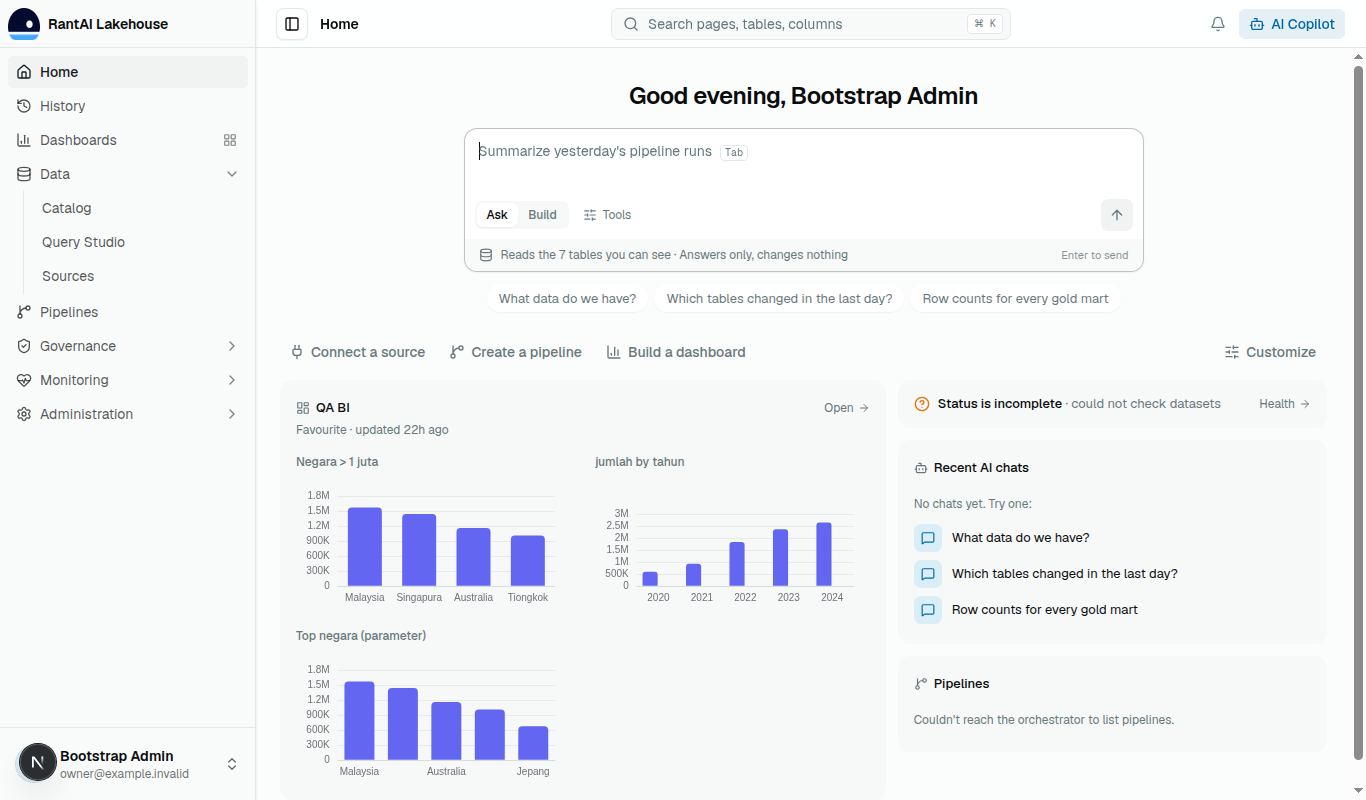 RantAI Lakehouse
Home
Search pages, tables, columns
⌘ K
AI Copilot
Home
History
Dashboards
Data
Catalog
Query Studio
Sources
Pipelines
Governance
Monitoring
Administration
Good evening, Bootstrap Admin
Summarize yesterday's pipeline runs Tab
Ask Build Tools
Reads the 7 tables you can see · Answers only, changes nothing
Enter to send
What data do we have?
Which tables changed in the last day?
Row counts for every gold mart
Connect a source
Create a pipeline
Build a dashboard
Customize
QA BI
Open →
Favourite · updated 22h ago
Negara > 1 juta
1.8M
1.5M
1.2M
900K
600K
300K
0
Malaysia Singapura Australia Tiongkok
jumlah by tahun
3M
2.5M
2M
1.5M
1M
500K
0
2020 2021 2022 2023 2024
Top negara (parameter)
1.8M
1.5M
1.2M
900K
600K
300K
0
Malaysia Australia Jepang
Status is incomplete · could not check datasets
Health →
Recent AI chats
No chats yet. Try one:
What data do we have?
Which tables changed in the last day?
Row counts for every gold mart
Pipelines
Couldn't reach the orchestrator to list pipelines.
N
Bootstrap Admin
owner@example.invalid